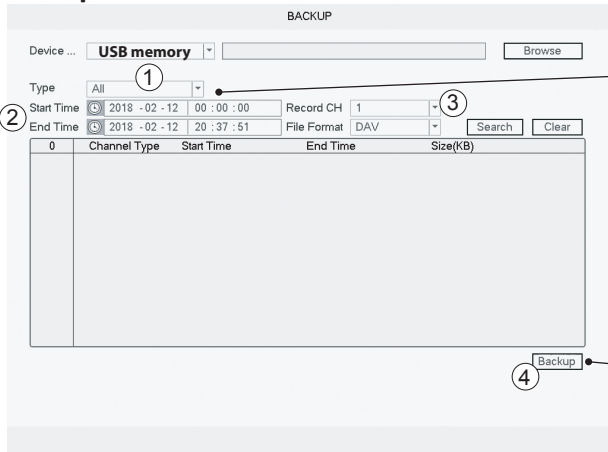 BACKUP
Device ... USB memory Browse
1
Type All
Start Time 2018 - 02 - 12 00 : 00 : 00 Record CH 1 3
2
End Time 2018 - 02 - 12 20 : 37 : 51 File Format DAV Search Clear
0 Channel Type Start Time End Time Size(KB)
Backup
4